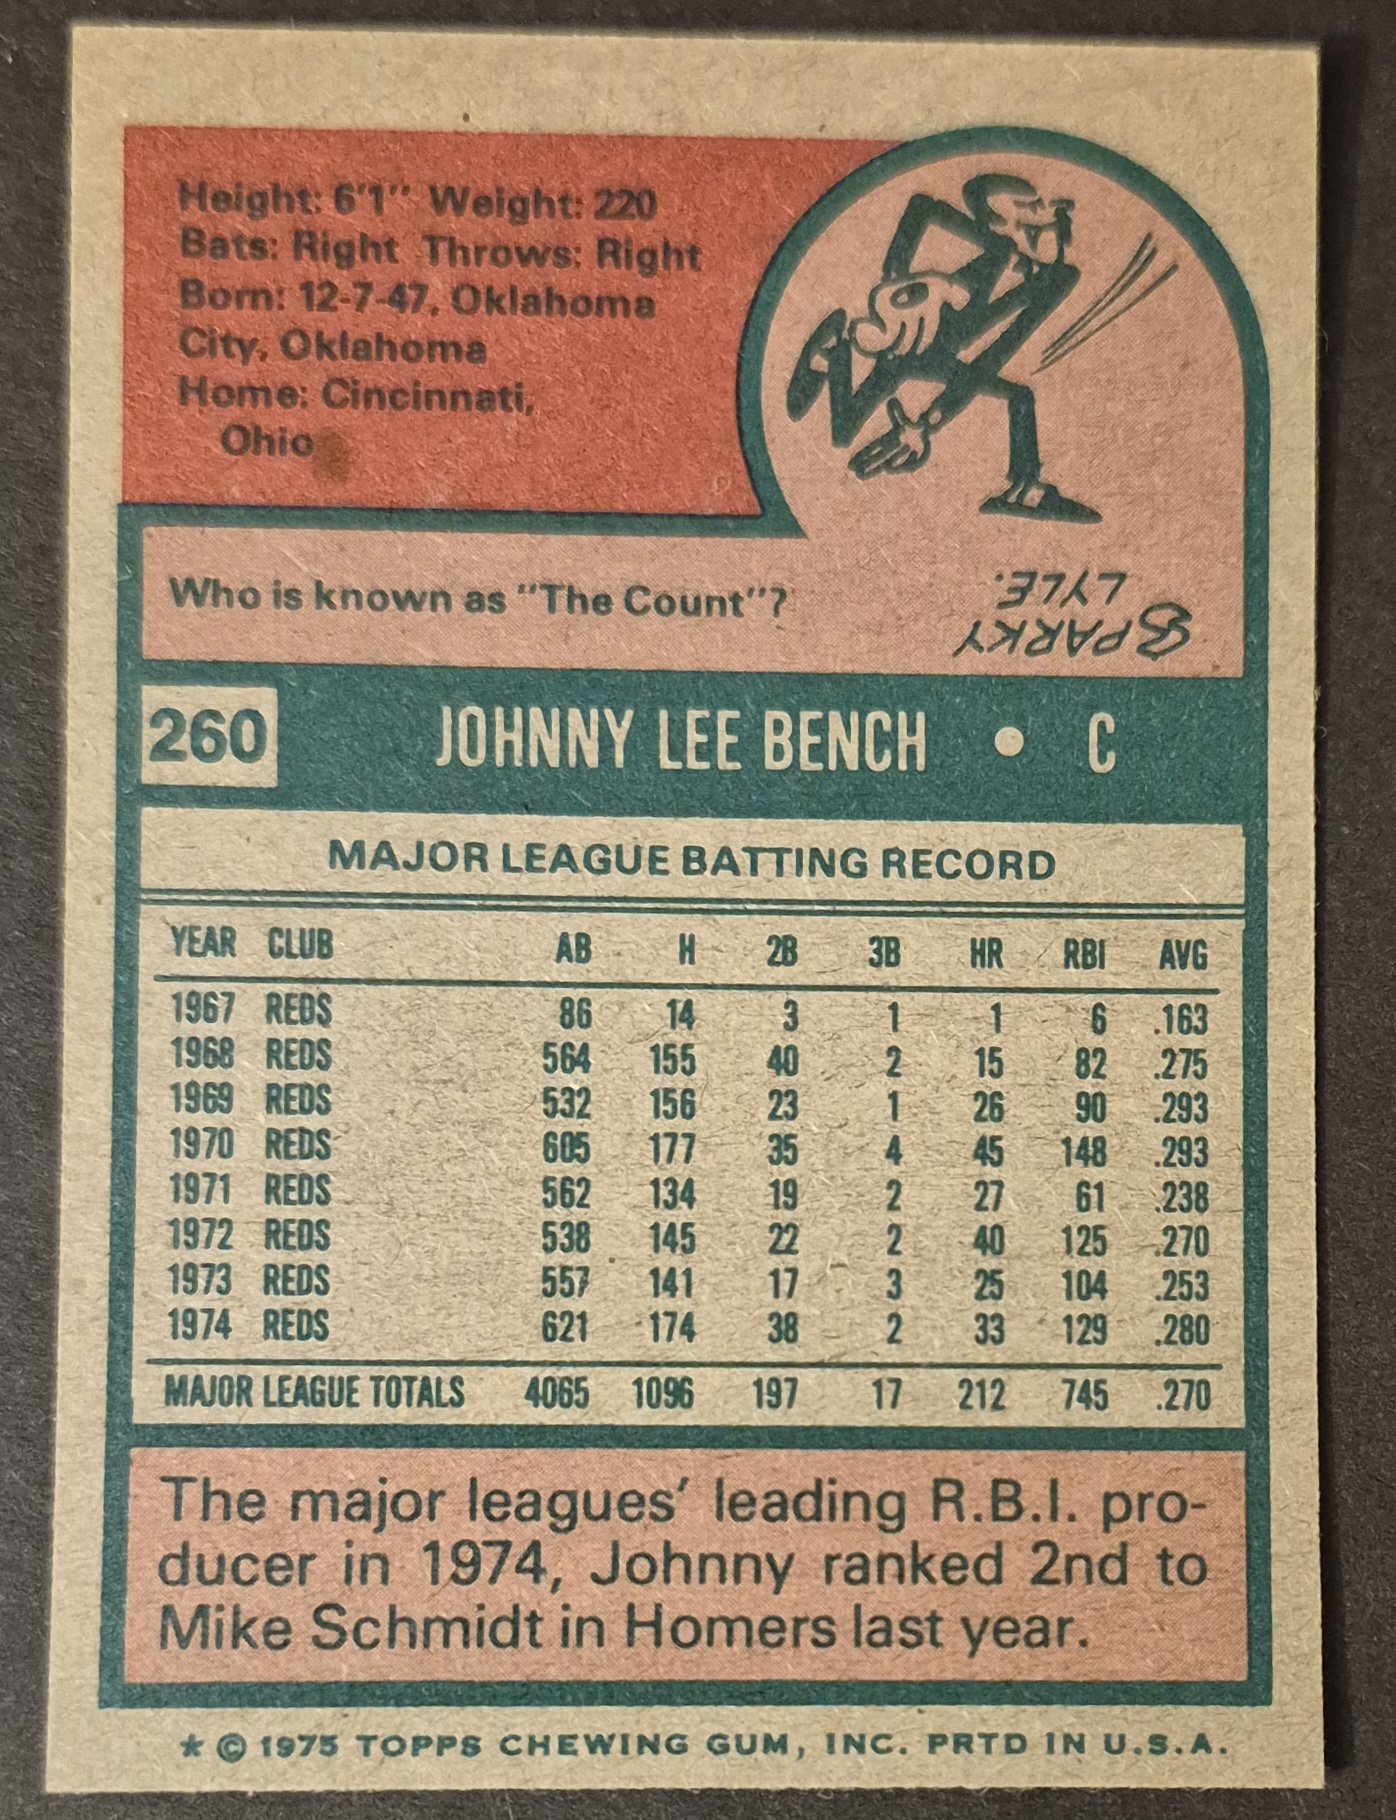 Height: 6'1" Weight: 220
Bats: Right Throws: Right
Born: 12-7-47, Oklahoma
City, Oklahoma
Home: Cincinnati,
Ohio
Who is known as "The Count"?
SPARKY
LYLE.
260 JOHNNY LEE BENCH • C
MAJOR LEAGUE BATTING RECORD
YEAR CLUB AB H 2B 3B HR RBI AVG
1967 REDS 86 14 3 1 1 6 .163
1968 REDS 564 155 40 2 15 82 .275
1969 REDS 532 156 23 1 26 90 .293
1970 REDS 605 177 35 4 45 148 .293
1971 REDS 562 134 19 2 27 61 .238
1972 REDS 538 145 22 2 40 125 .270
1973 REDS 557 141 17 3 25 104 .253
1974 REDS 621 174 38 2 33 129 .280
MAJOR LEAGUE TOTALS 4065 1096 197 17 212 745 .270
The major leagues' leading R.B.I. pro-
ducer in 1974, Johnny ranked 2nd to
Mike Schmidt in Homers last year.
* © 1975 TOPPS CHEWING GUM, INC. PRTD IN U.S.A.